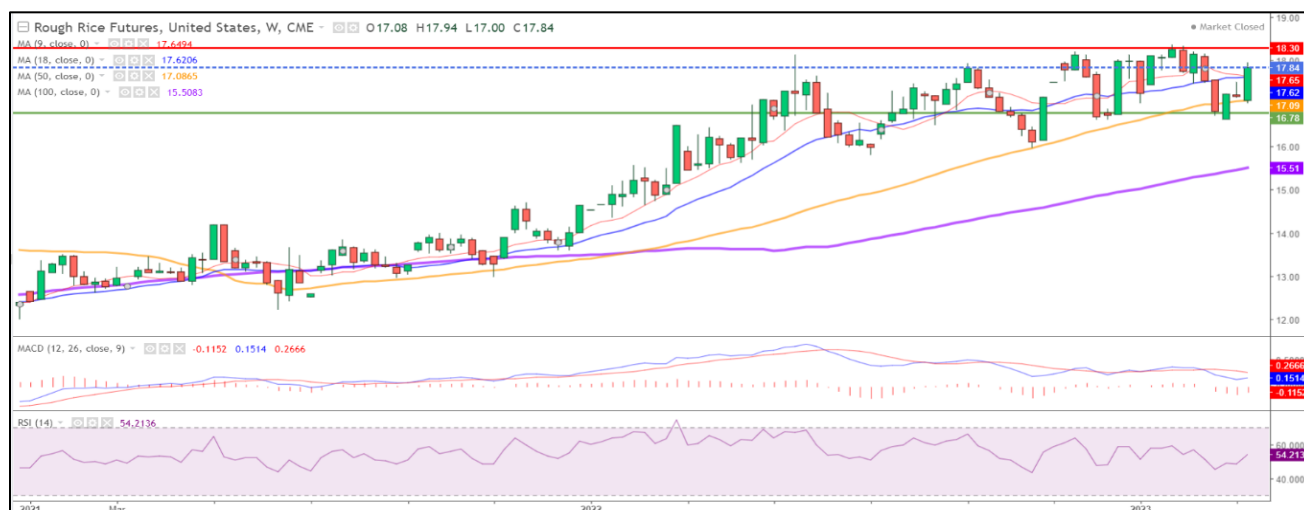 Rough Rice Futures, United States, W, CME O17.08 H17.94 L17.00 C17.84
Market Closed
MA (9, close, 0) 17.6494
MA (18, close, 0) 17.6206
MA (50, close, 0) 17.0865
MA (100, close, 0) 15.5083
19.00
18.30
17.84
17.65
17.62
17.09
16.78
16.00
15.51
15.00
14.00
13.00
12.00
MACD (12, 26, close, 9) -0.1152 0.1514 0.2666
0.2666
0.1514
-0.1152
RSI (14) 54.2136
60.000
54.213
40.000